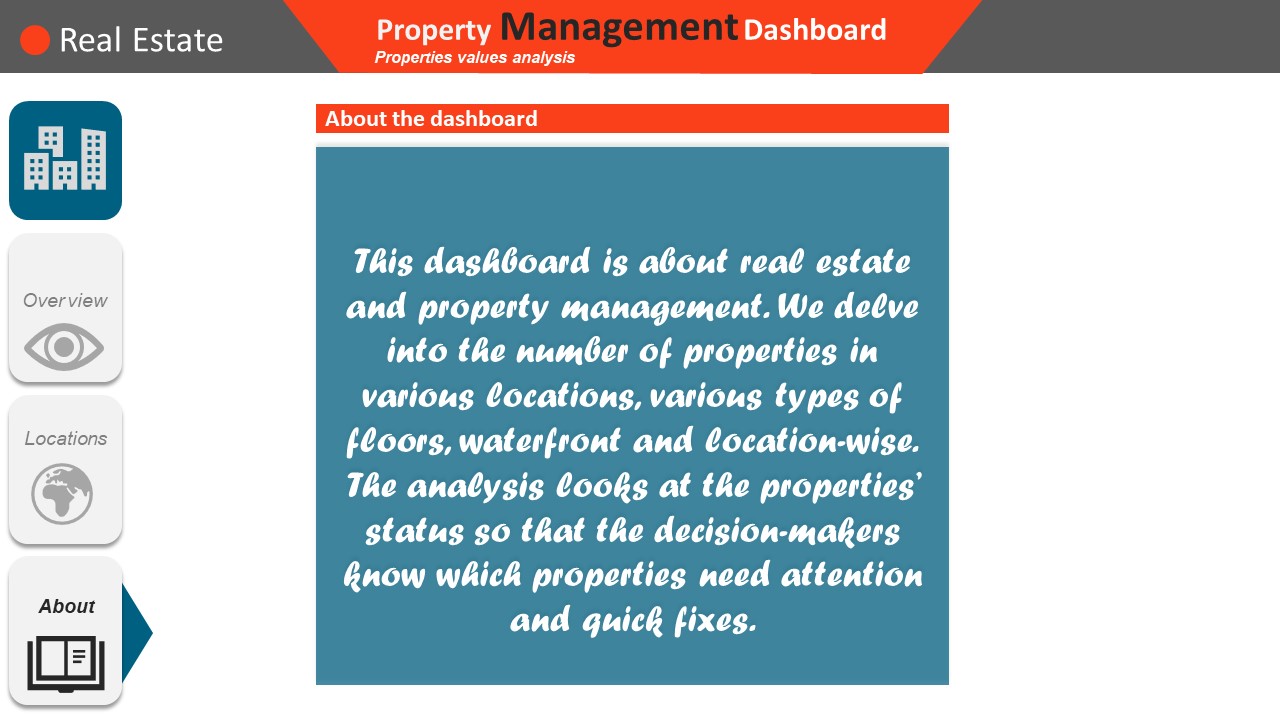 Real Estate
Property Management Dashboard
Properties values analysis
About the dashboard
Overview
Locations
About
This dashboard is about real estate
and property management. We delve
into the number of properties in
various locations, various types of
floors, waterfront and location-wise.
The analysis looks at the properties’
status so that the decision-makers
know which properties need attention
and quick fixes.